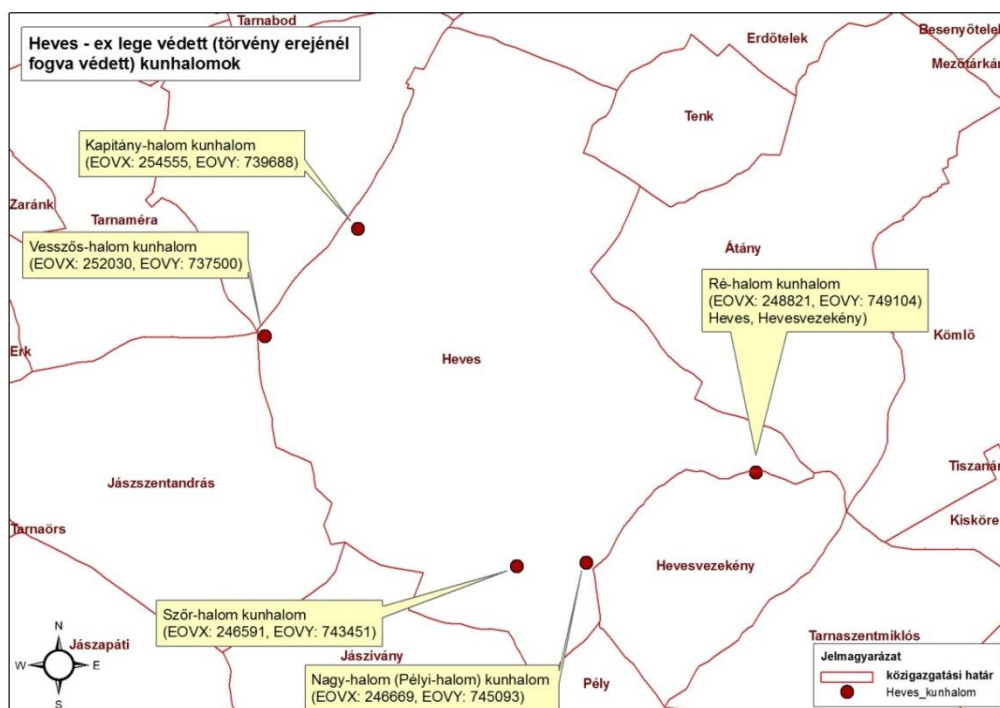 Tarnabod
Heves - ex lege védett (törvény erejénél
fogva védett) kunhalomok
Erdőtelek
Besenyőtelek
Mezőtárkán
Tenk
Kapitány-halom kunhalom
(EOVX: 254555, EOVY: 739688)
Zaránk
Tarnaméra
Vesszős-halom kunhalom
(EOVX: 252030, EOVY: 737500)
Átány
Ré-halom kunhalom
(EOVX: 248821, EOVY: 749104)
Heves, Hevesvezekény)
Erk
Heves
Kömlő
Jászszentandrás
Tiszanán
Tarnaörs
Kisköre
Hevesvezekény
Szőr-halom kunhalom
(EOVX: 246591, EOVY: 743451)
Jászapáti
Jászivány
Tarnaszentmiklós
Nagy-halom (Pélyi-halom) kunhalom
(EOVX: 246669, EOVY: 745093)
Pély
N
W
E
S
Jelmagyarázat
közigazgatási határ
Heves_kunhalom